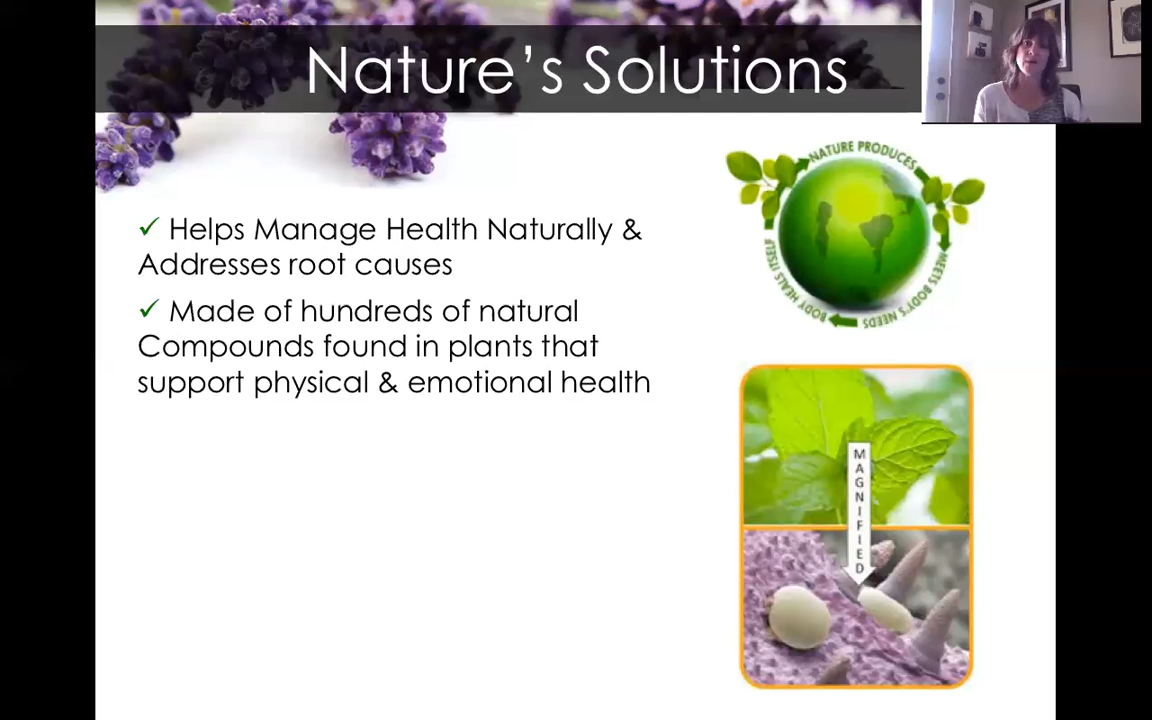 Nature’s Solutions
NATURE PRODUCES
MEETS BODY'S NEEDS
BODY HEALS ITSELF
✓ Helps Manage Health Naturally &
Addresses root causes
✓ Made of hundreds of natural
Compounds found in plants that
support physical & emotional health
MAGNIFIED